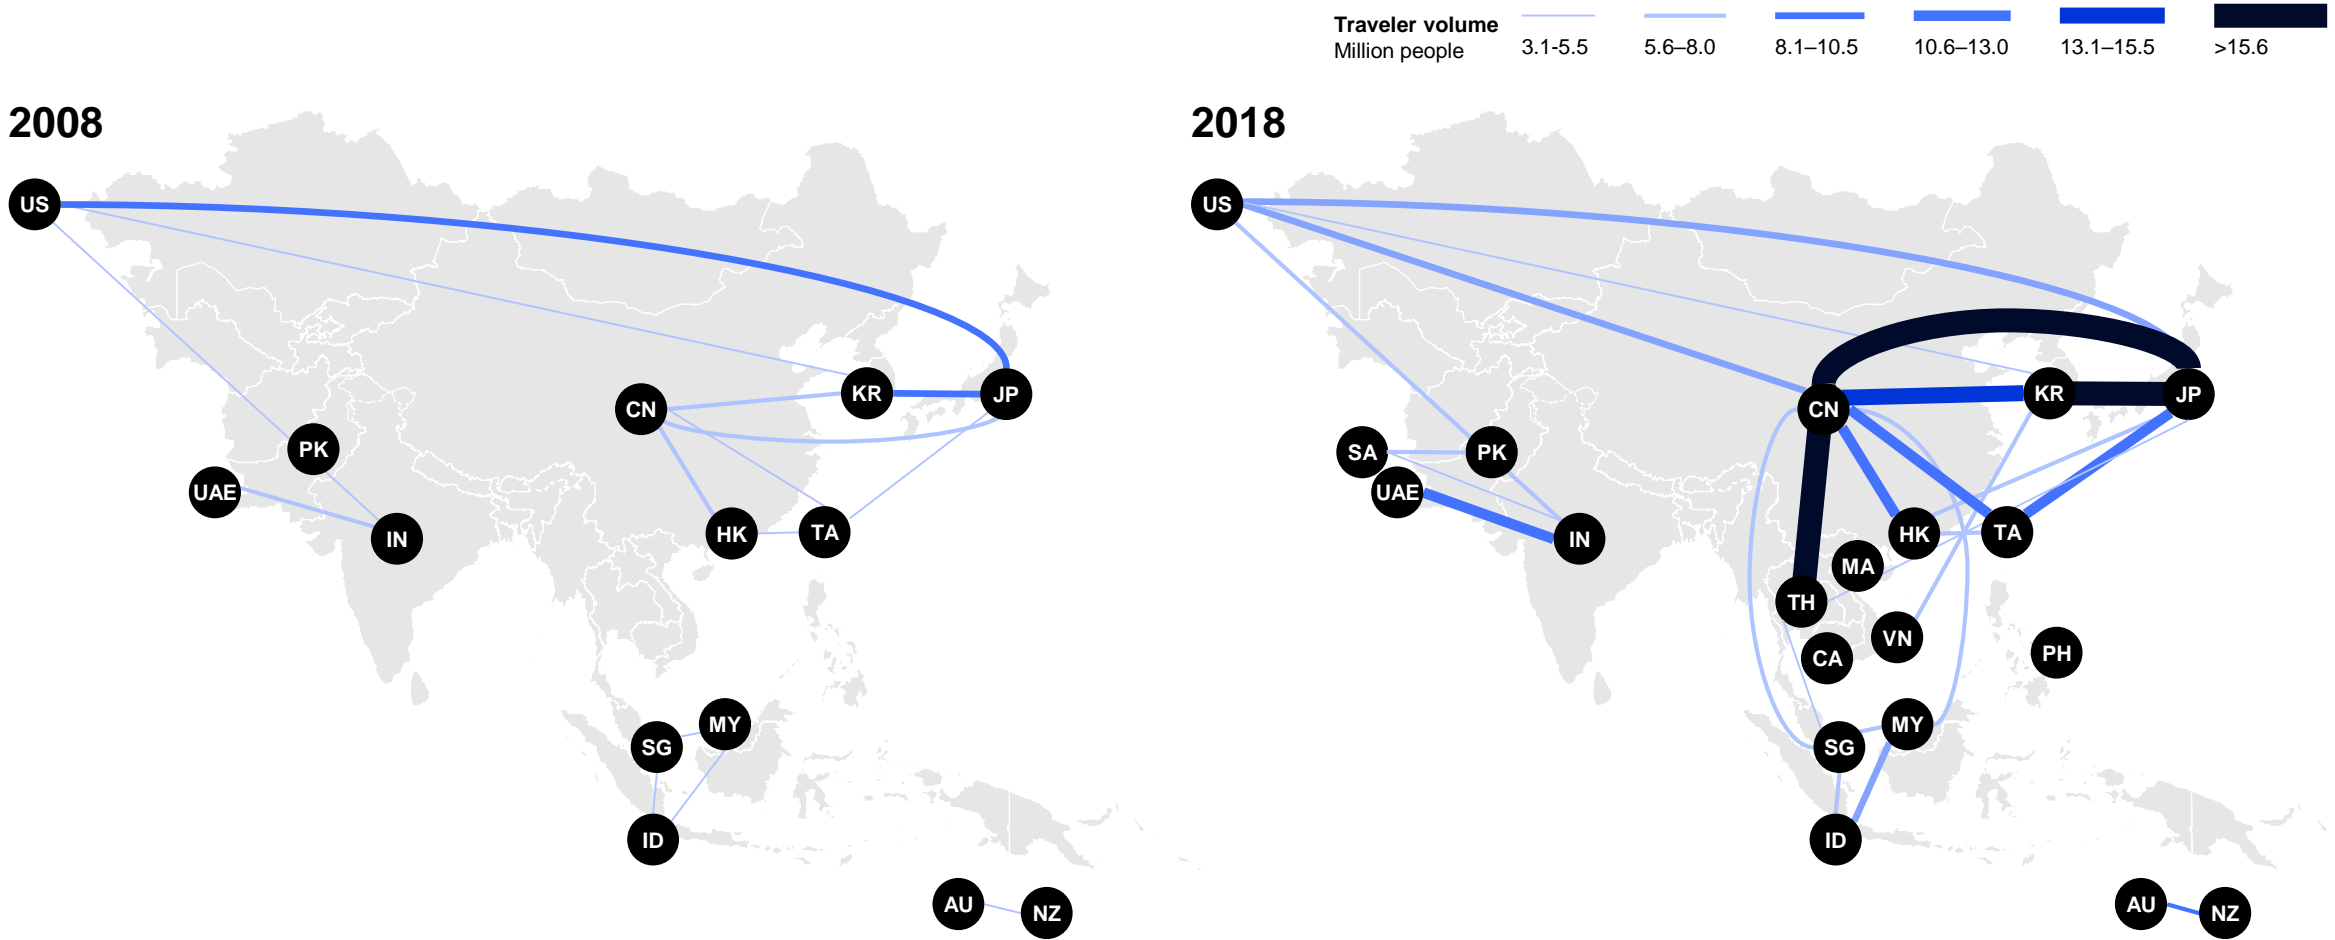 Traveler volume
Million people
3.1-5.5
5.6–8.0
8.1–10.5
10.6–13.0
13.1–15.5
>15.6
2008
US
CN
KR
JP
PK
UAE
IN
HK
TA
SG
MY
ID
AU
NZ
2018
US
CN
KR
JP
SA
PK
UAE
IN
HK
TA
MA
TH
VN
CA
PH
MY
SG
ID
AU
NZ